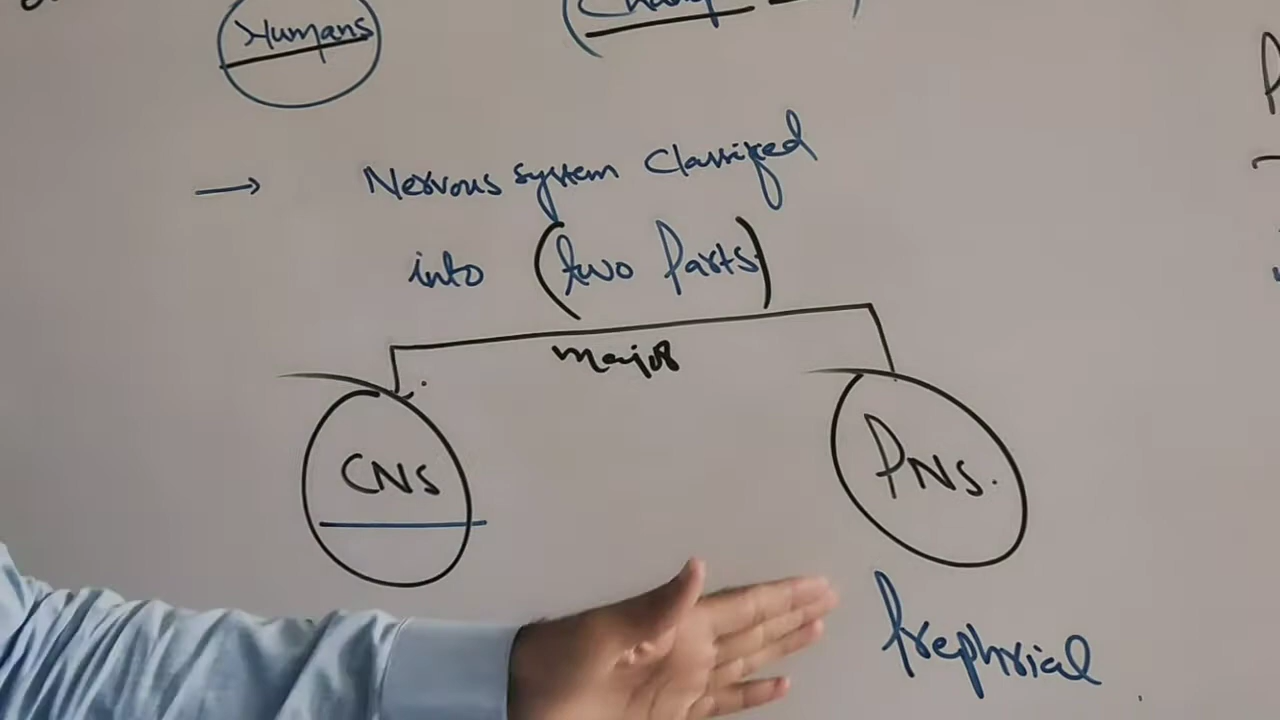 Humans
→ Nervous system Classified
into (two Parts)
major
CNS
PNS.
Prephrial